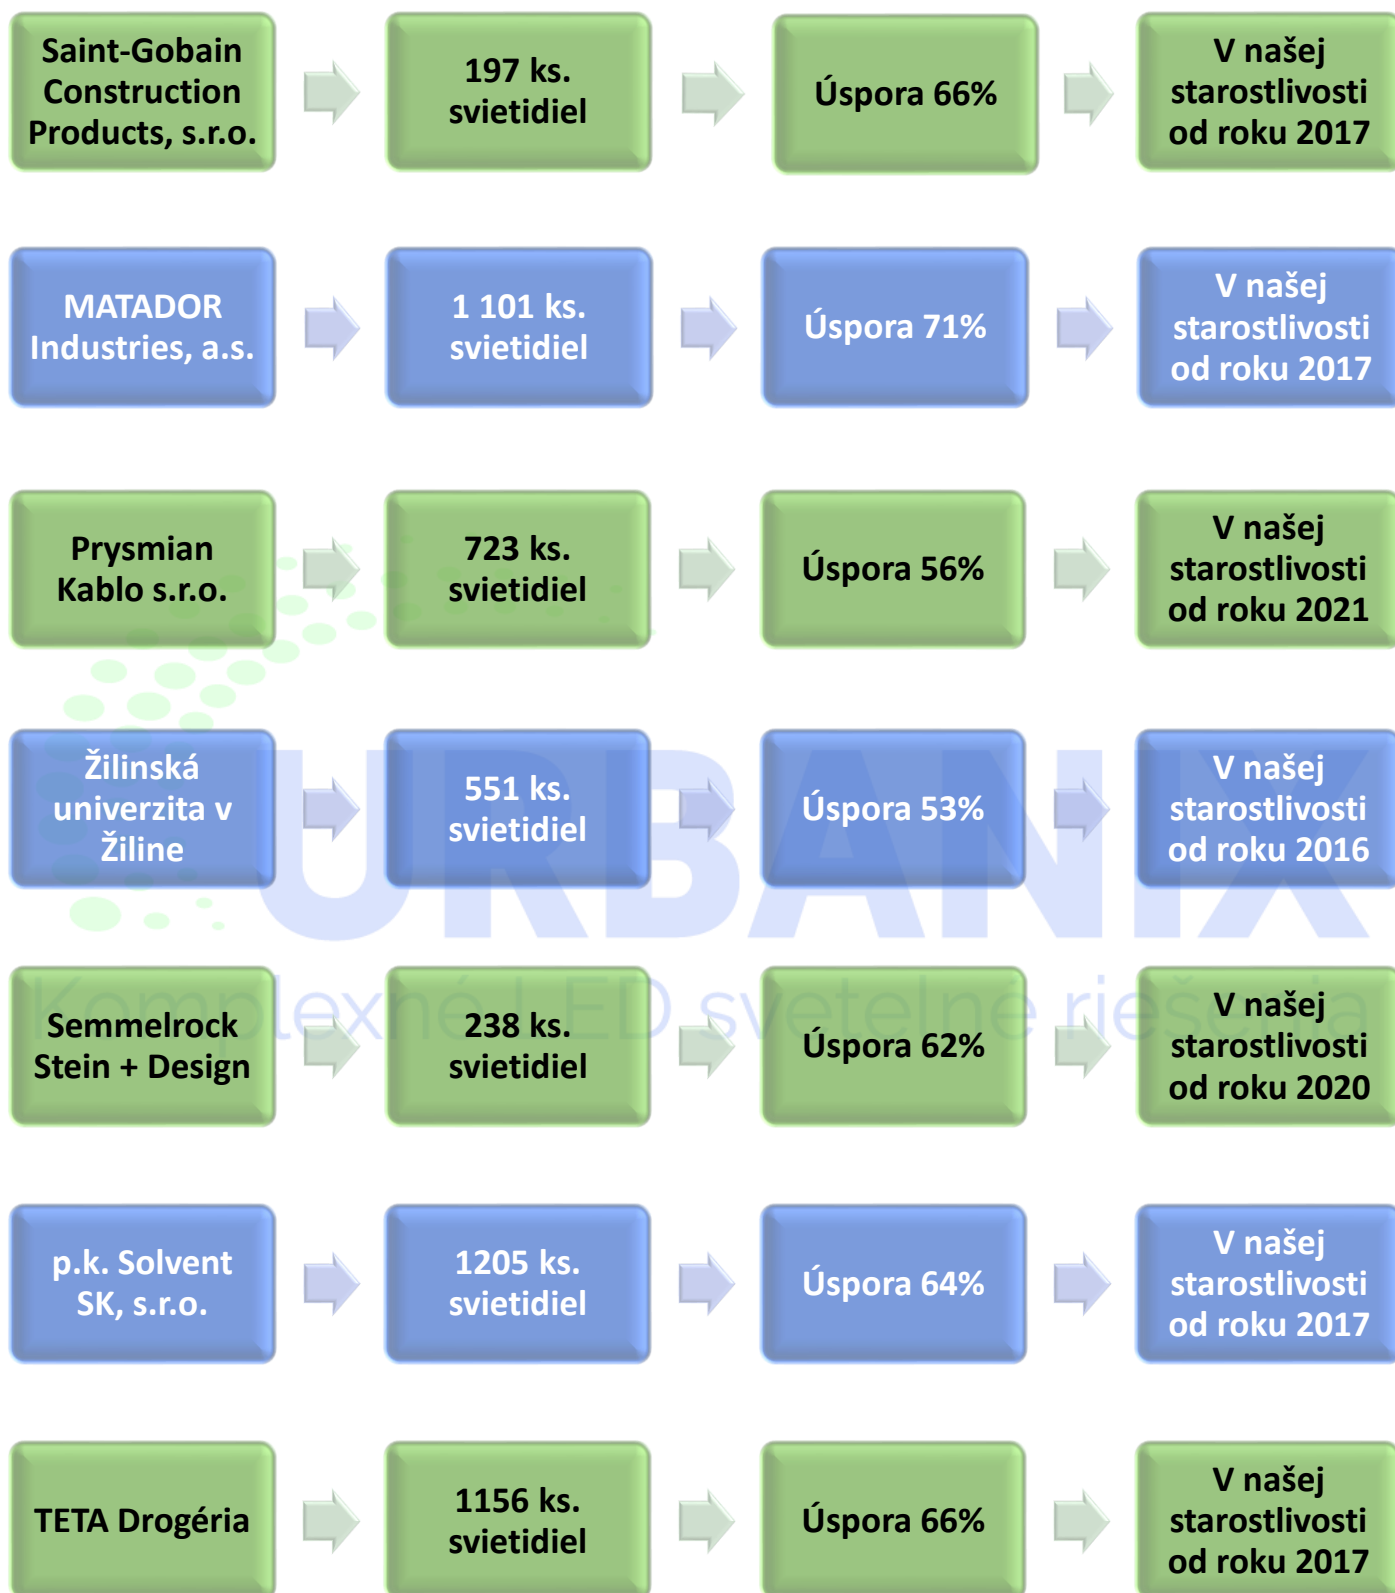 Saint-Gobain
Construction
Products, s.r.o.
197 ks.
svietidiel
Úspora 66%
V našej
starostlivosti
od roku 2017
MATADOR
Industries, a.s.
1 101 ks.
svietidiel
Úspora 71%
V našej
starostlivosti
od roku 2017
Prysmian
Kablo s.r.o.
723 ks.
svietidiel
Úspora 56%
V našej
starostlivosti
od roku 2021
Žilinská
univerzita v
Žiline
551 ks.
svietidiel
Úspora 53%
V našej
starostlivosti
od roku 2016
URBANIX
Komplexné LED svetelné riešenia
Semmelrock
Stein + Design
238 ks.
svietidiel
Úspora 62%
V našej
starostlivosti
od roku 2020
p.k. Solvent
SK, s.r.o.
1205 ks.
svietidiel
Úspora 64%
V našej
starostlivosti
od roku 2017
TETA Drogéria
1156 ks.
svietidiel
Úspora 66%
V našej
starostlivosti
od roku 2017